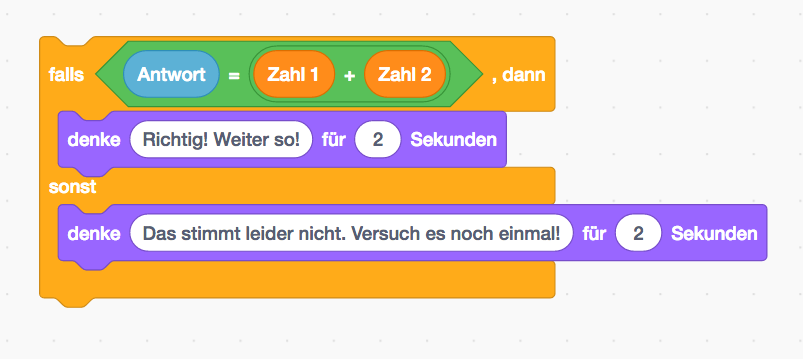 falls Antwort = Zahl 1 + Zahl 2 , dann
denke Richtig! Weiter so! für 2 Sekunden
sonst
denke Das stimmt leider nicht. Versuch es noch einmal! für 2 Sekunden